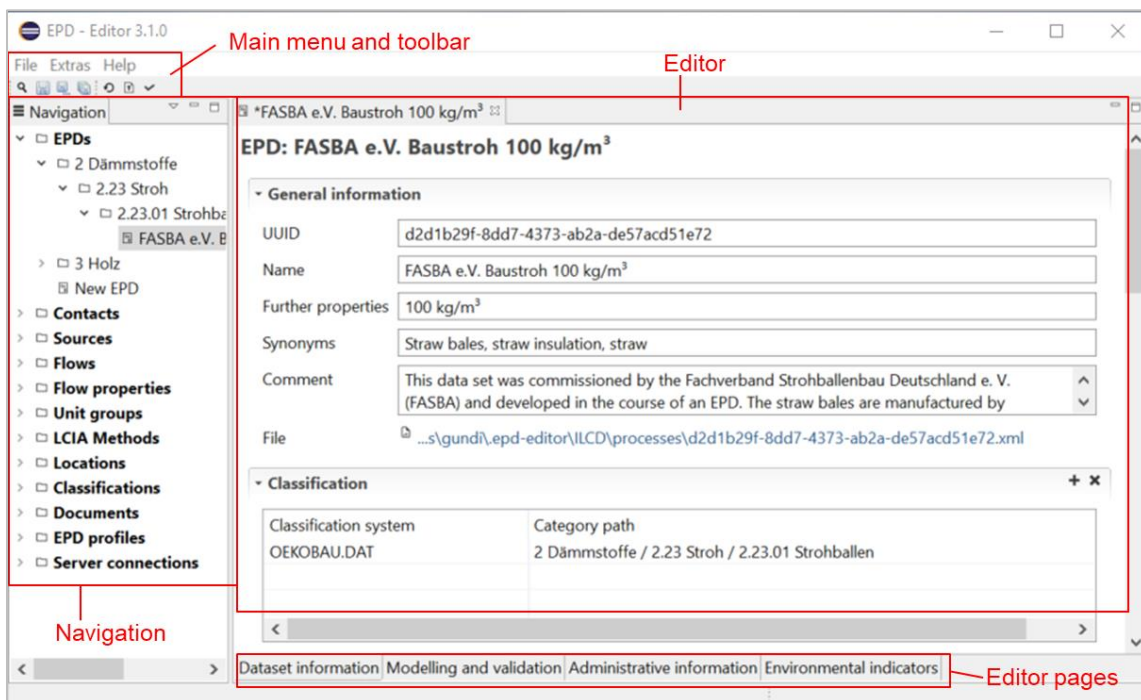 EPD - Editor 3.1.0
Main menu and toolbar
File Extras Help
Editor
Navigation
*FASBA e.V. Baustroh 100 kg/m³
EPDs
2 Dämmstoffe
2.23 Stroh
2.23.01 Strohba
FASBA e.V. B
3 Holz
New EPD
Contacts
Sources
Flows
Flow properties
Unit groups
LCIA Methods
Locations
Classifications
Documents
EPD profiles
Server connections
Navigation
EPD: FASBA e.V. Baustroh 100 kg/m³
General information
UUID d2d1b29f-8dd7-4373-ab2a-de57acd51e72
Name FASBA e.V. Baustroh 100 kg/m³
Further properties 100 kg/m³
Synonyms Straw bales, straw insulation, straw
Comment This data set was commissioned by the Fachverband Strohballenbau Deutschland e. V.
(FASBA) and developed in the course of an EPD. The straw bales are manufactured by
File ...s\gundi\.epd-editor\ILCD\processes\d2d1b29f-8dd7-4373-ab2a-de57acd51e72.xml
Classification
Classification system Category path
OEKOBAU.DAT 2 Dämmstoffe / 2.23 Stroh / 2.23.01 Strohballen
Dataset information Modelling and validation Administrative information Environmental indicators
Editor pages